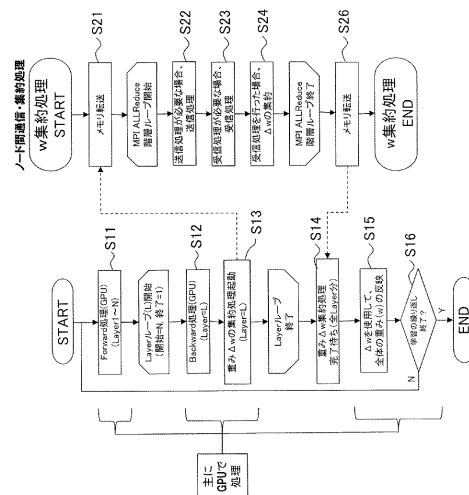 START
S11
Forward処理(GPU)
(Layer1~N)
Layerループ(L)開始
(開始=N, 終了=1)
S12
Backward処理(GPU)
(Layer=L)
S13
重みΔwの集約処理起動
(Layer=L)
Layerループ
終了
S14
重みΔw集約処理
完了待ち(全Layer分)
S15
Δwを使用して、
全体の重み(w)の反映
S16
学習の繰り返し
終了?
N
Y
END
主に
GPUで
処理
ノード間通信・集約処理
w集約処理
START
S21
メモリ転送
MPI ALLReduce
階層ループ開始
S22
送信処理が必要な場合、
送信処理
S23
受信処理が必要な場合、
受信処理
S24
受信処理を行った場合、
Δwの集約
MPI ALLReduce
階層ループ終了
S26
メモリ転送
w集約処理
END